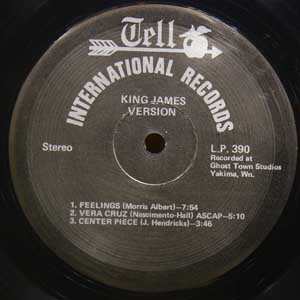 Tell
INTERNATIONAL RECORDS
KING JAMES
VERSION
Stereo
L.P. 390
Recorded at
Ghost Town Studios
Yakima, Wn.
1. FEELINGS (Morris Albert)—7:54
2. VERA CRUZ (Nascimento-Hall) ASCAP—5:10
3. CENTER PIECE (J. Hendricks)—3:46